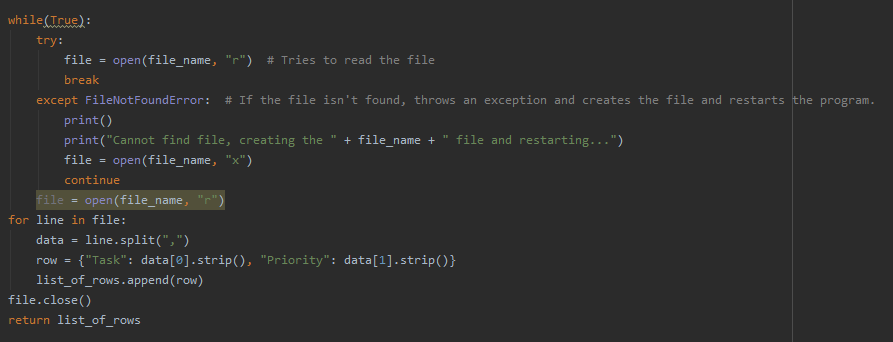 while(True):
    try:
        file = open(file_name, "r")  # Tries to read the file
        break
    except FileNotFoundError:  # If the file isn't found, throws an exception and creates the file and restarts the program.
        print()
        print("Cannot find file, creating the " + file_name + " file and restarting...")
        file = open(file_name, "x")
        continue
    file = open(file_name, "r")
for line in file:
    data = line.split(",")
    row = {"Task": data[0].strip(), "Priority": data[1].strip()}
    list_of_rows.append(row)
file.close()
return list_of_rows